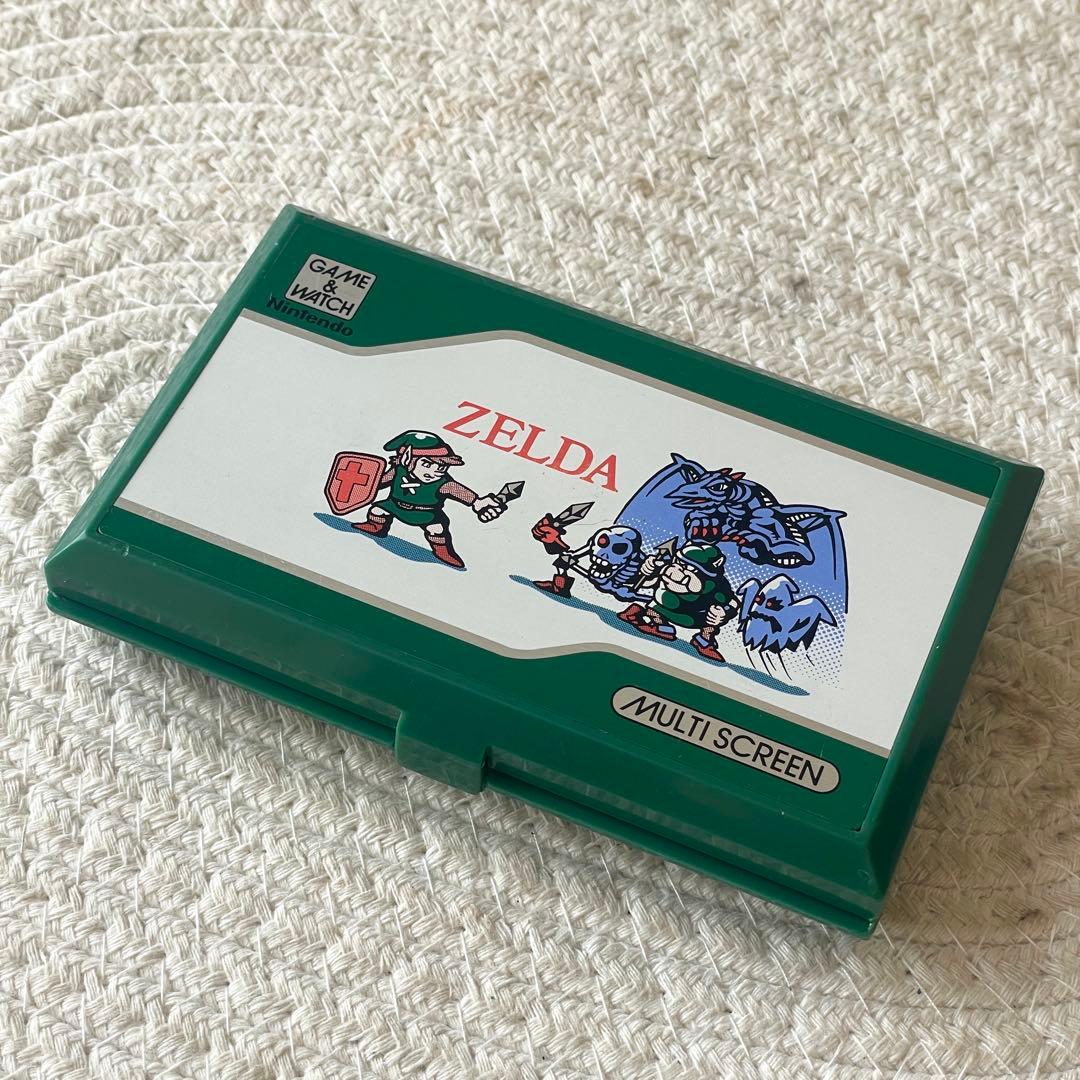 GAME
&
WATCH
Nintendo
ZELDA
MULTI SCREEN